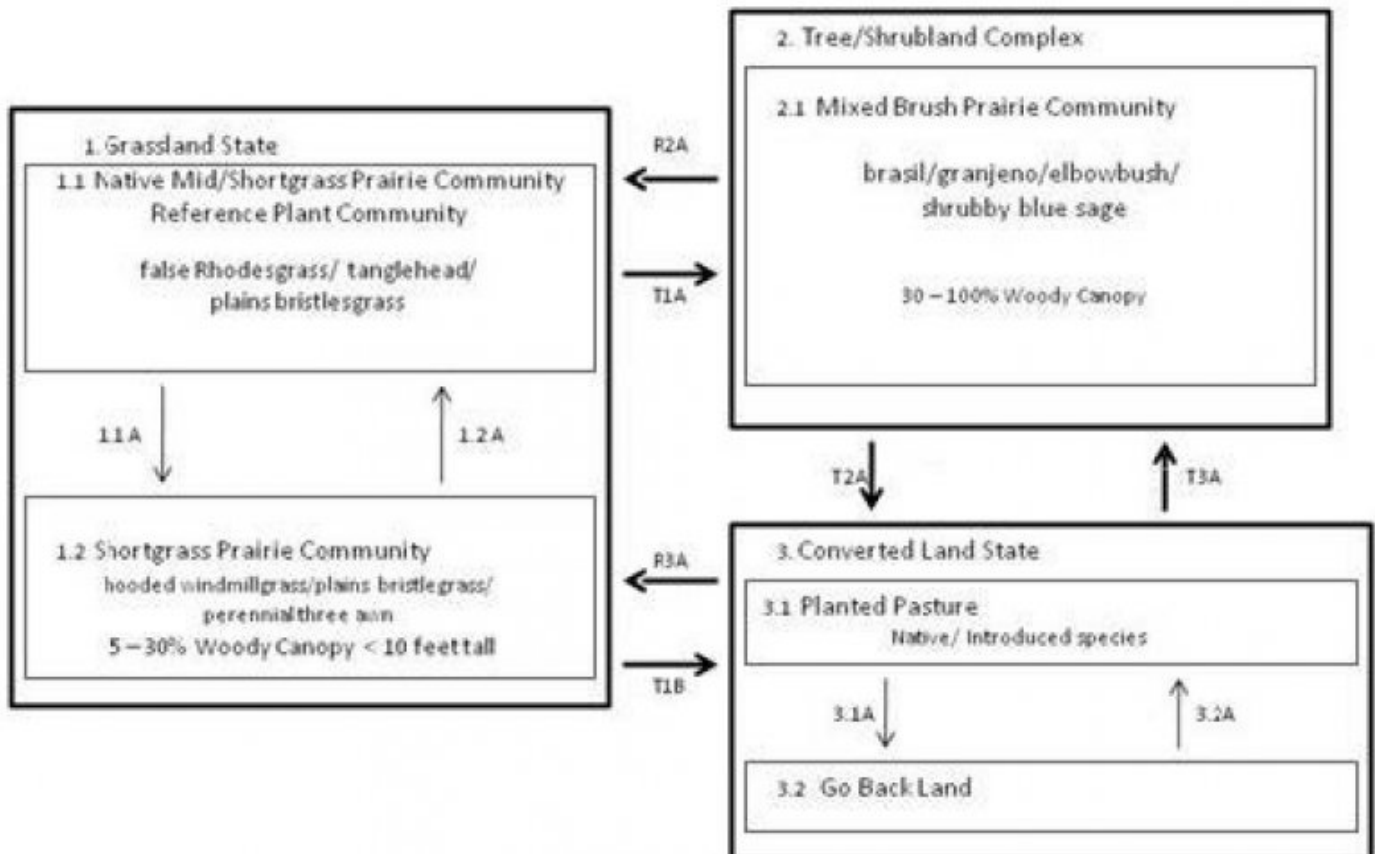 1. Grassland State
1.1 Native Mid/Shortgrass Prairie Community
Reference Plant Community
false Rhodesgrass/ tanglehead/
plains bristlesgrass
1.1A
1.2A
1.2 Shortgrass Prairie Community
hooded windmillgrass/plains bristlegrass/
perennial three awn
5 – 30% Woody Canopy < 10 feet tall
R2A
T1A
R3A
T1B
2. Tree/Shrubland Complex
2.1 Mixed Brush Prairie Community
brasil/granjeno/elbowbush/
shrubby blue sage
30 – 100% Woody Canopy
T2A
T3A
3. Converted Land State
3.1 Planted Pasture
Native/ Introduced species
3.1A
3.2A
3.2 Go Back Land